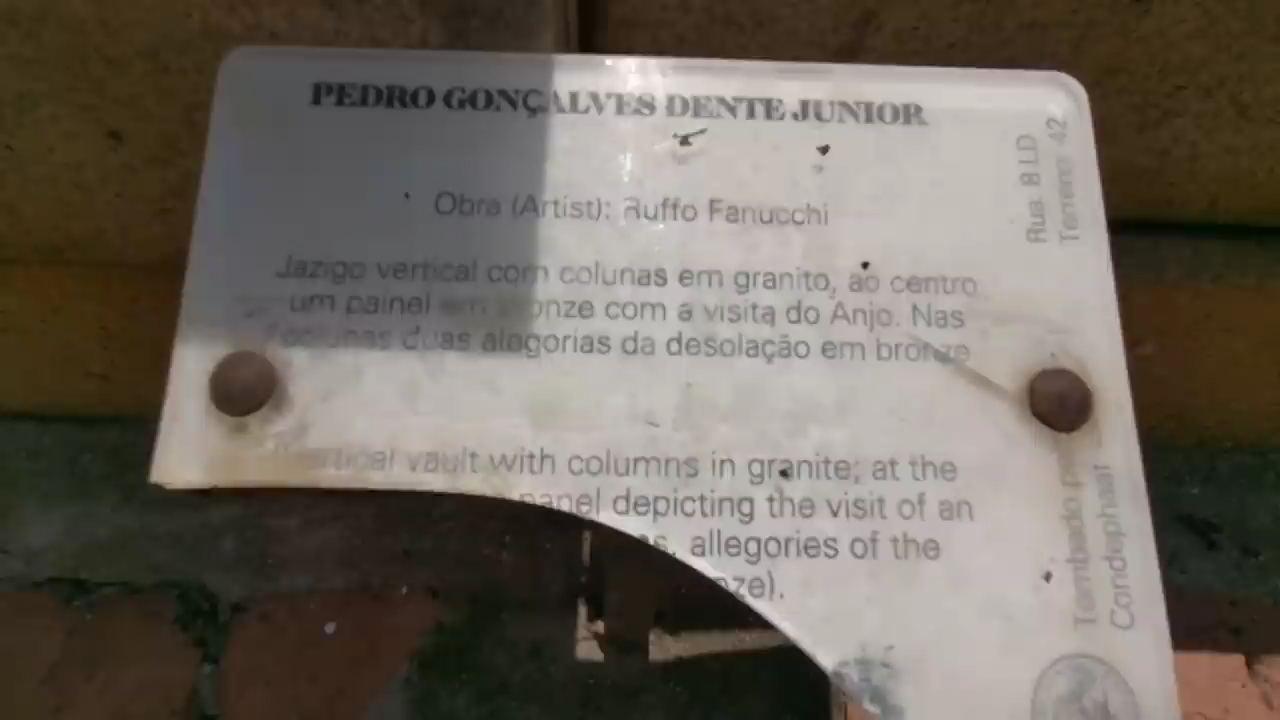 PEDRO GONÇALVES DENTE JUNIOR
Rua: 8 LD
Terreno: 42
Obra (Artist): Ruffo Fanucchi
Jazigo vertical com colunas em granito, ao centro
um painel em bronze com a visita do Anjo. Nas
colunas duas alegorias da desolação em bronze
Vertical vault with columns in granite; at the
panel depicting the visit of an
allegories of the
Tombado
Condephaat